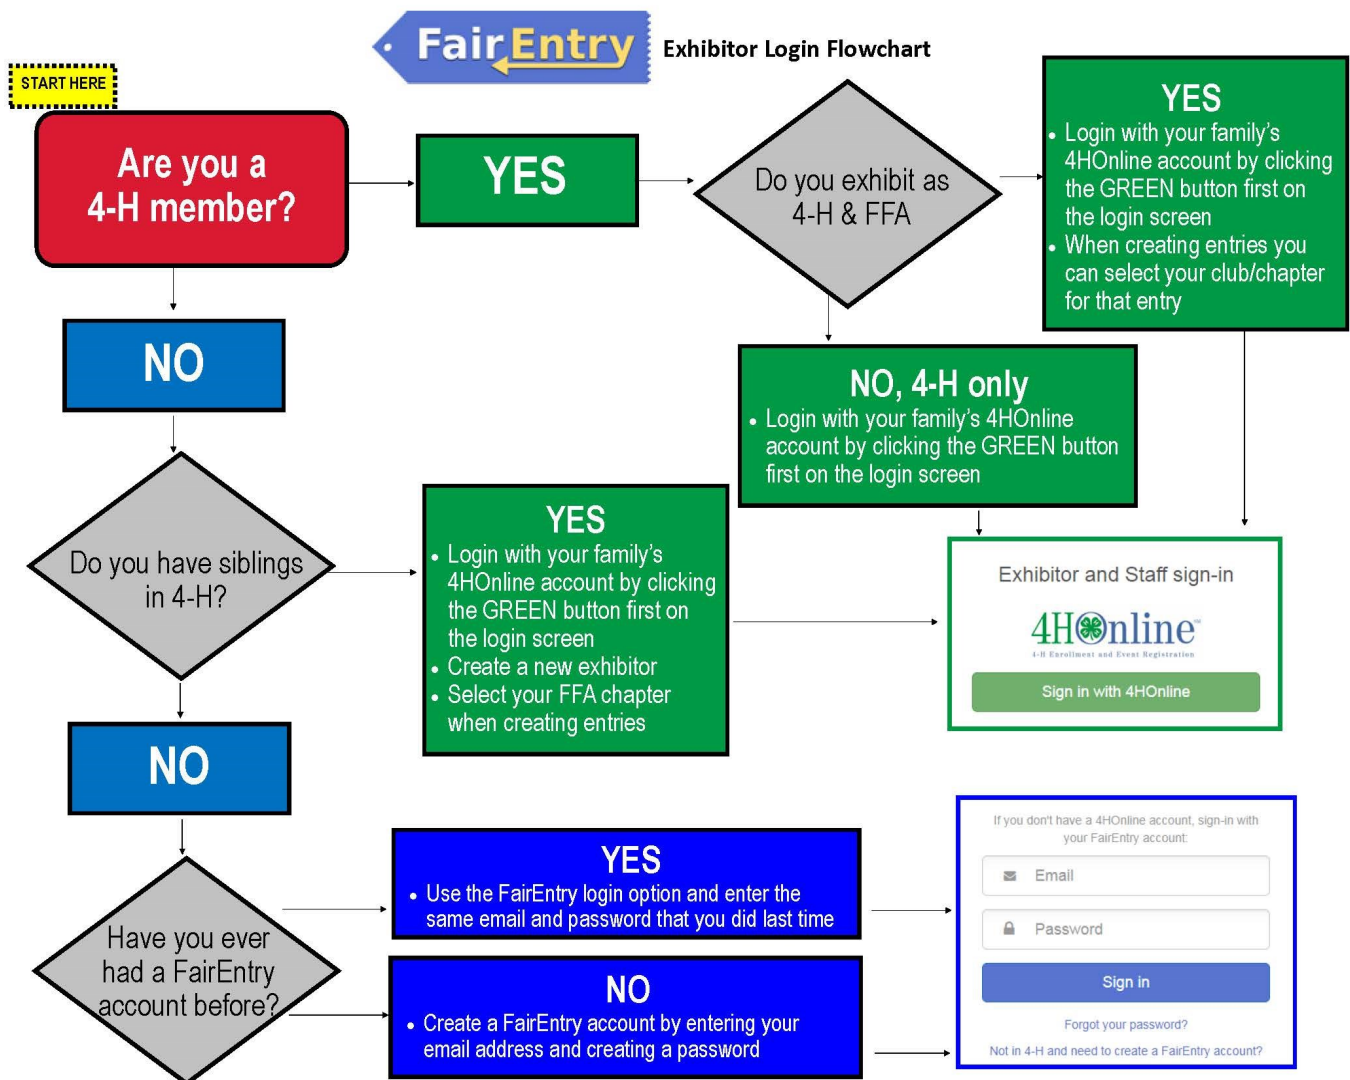 FairEntry
Exhibitor Login Flowchart
START HERE
Are you a
4-H member?
YES
Do you exhibit as
4-H & FFA
YES
• Login with your family's
4HOnline account by clicking
the GREEN button first on
the login screen
• When creating entries you
can select your club/chapter
for that entry
NO
NO, 4-H only
• Login with your family's 4HOnline
account by clicking the GREEN button
first on the login screen
Do you have siblings
in 4-H?
YES
• Login with your family's
4HOnline account by clicking
the GREEN button first on
the login screen
• Create a new exhibitor
• Select your FFA chapter
when creating entries
Exhibitor and Staff sign-in
4HOnline
4-H Enrollment and Event Registration
Sign in with 4HOnline
NO
Have you ever
had a FairEntry
account before?
YES
• Use the FairEntry login option and enter the
same email and password that you did last time
NO
• Create a FairEntry account by entering your
email address and creating a password
If you don't have a 4HOnline account, sign-in with
your FairEntry account:
Email
Password
Sign in
Forgot your password?
Not in 4-H and need to create a FairEntry account?